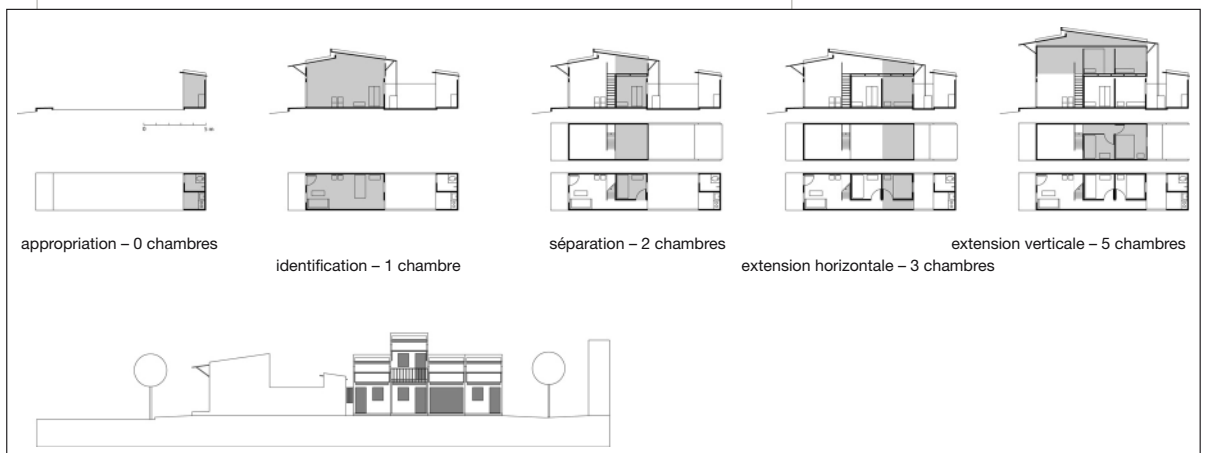 0 5 m
appropriation – 0 chambres
identification – 1 chambre
séparation – 2 chambres
extension horizontale – 3 chambres
extension verticale – 5 chambres